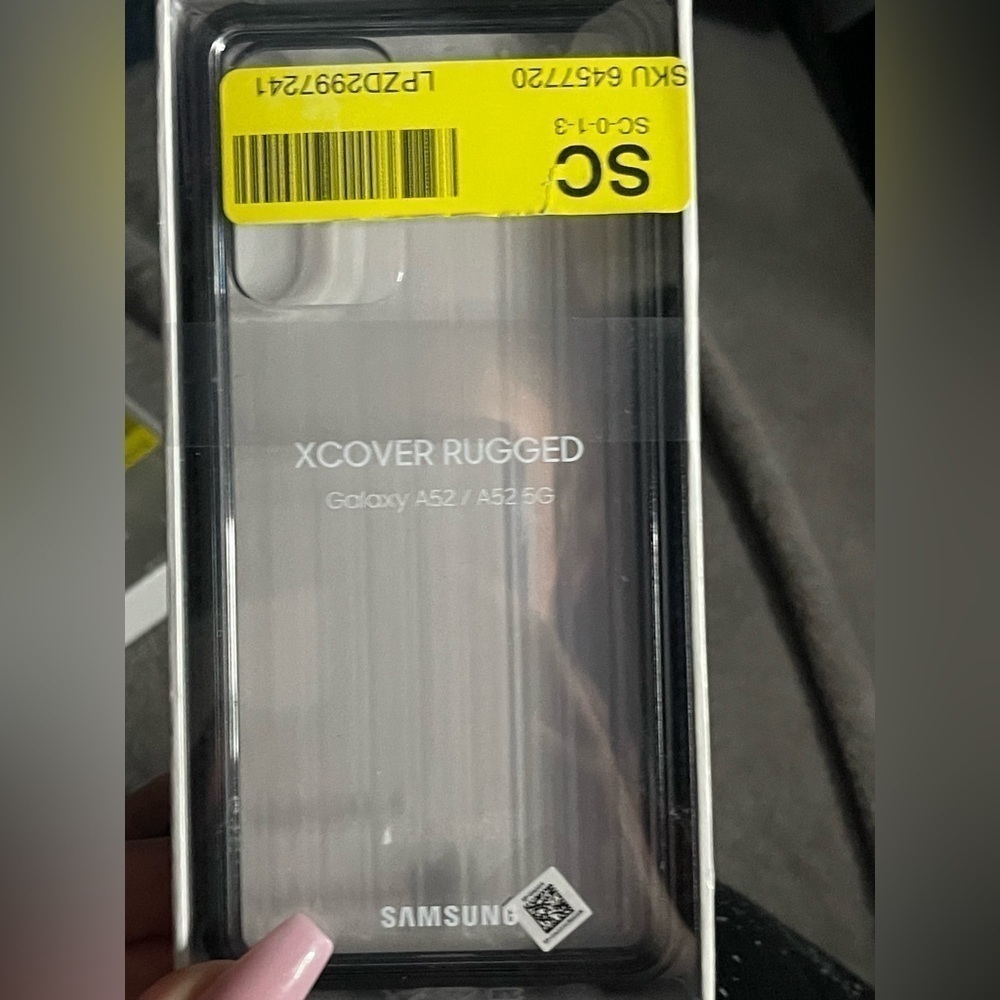 SKU 6457720 LPZD2997241
SC-0-1-3
SC
XCOVER RUGGED
Galaxy A52 / A52 5G
SAMSUNG